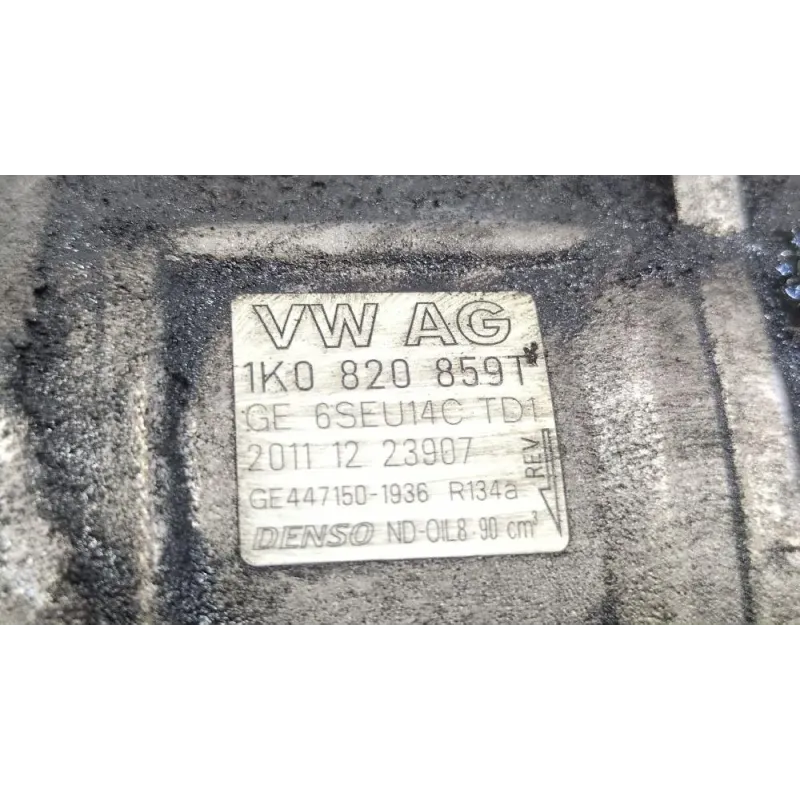 VW AG
1K0 820 859T
GE 6SEU14C TD1
2011 12 23907
REV
GE447150-1936 R134a
DENSO ND-OIL8-90 cm³